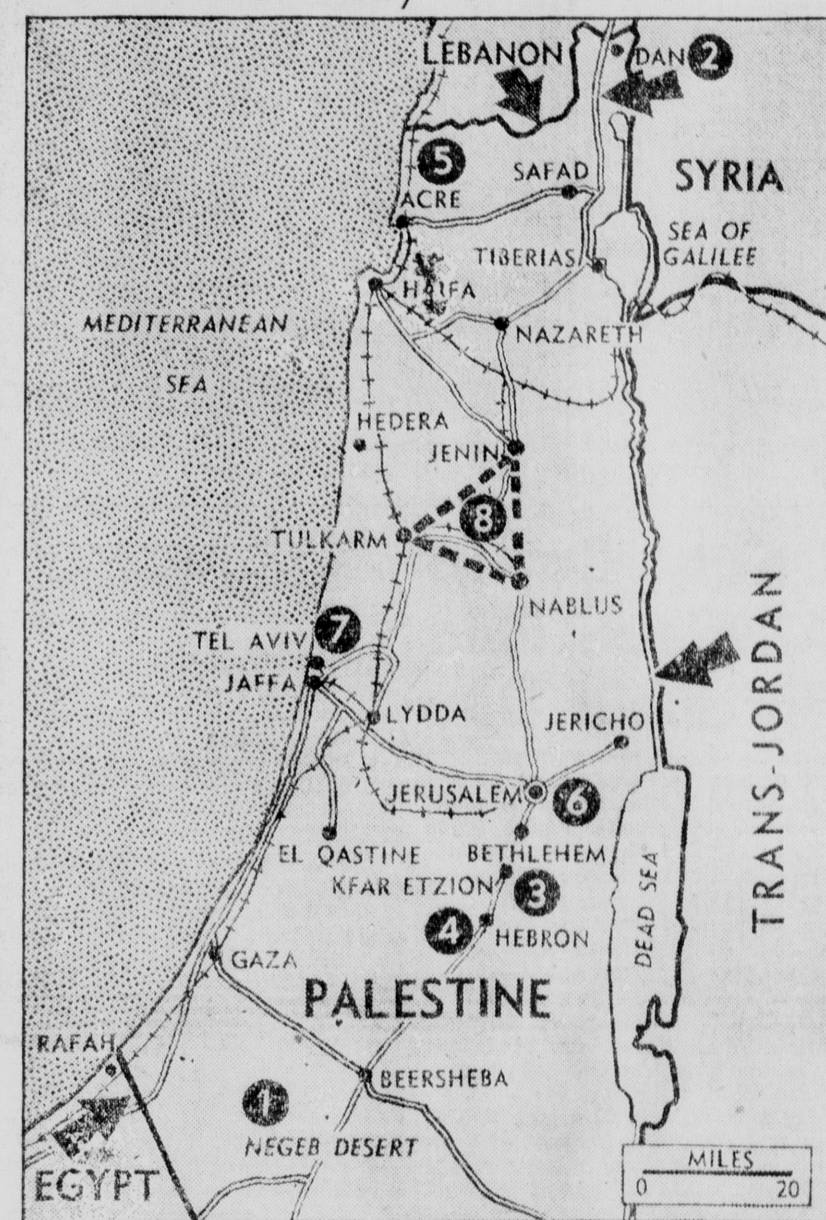 LEBANON
DAN 2
5
SAFAD
SYRIA
ACRE
SEA OF
GALILEE
TIBERIAS
HAIFA
MEDITERRANEAN
SEA
NAZARETH
HEDERA
JENIN
8
TULKARM
NABLUS
TEL AVIV 7
JAFFA
LYDDA
JERICHO
TRANS-JORDAN
JERUSALEM 6
EL QASTINE
BETHLEHEM
KFAR ETZION 3
4 HEBRON
DEAD SEA
GAZA
PALESTINE
RAFAH
BEERSHEBA
1
NEGEB DESERT
EGYPT
MILES
0 20